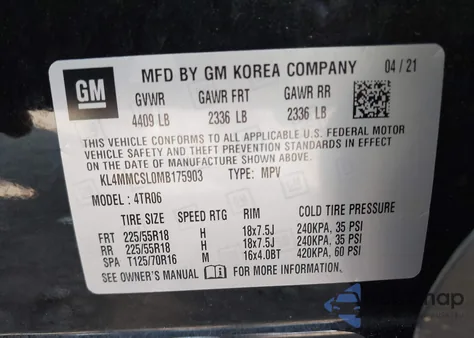 GM
MFD BY GM KOREA COMPANY 04 / 21
GVWR GAWR FRT GAWR RR
4409 LB 2336 LB 2336 LB
THIS VEHICLE CONFORMS TO ALL APPLICABLE U.S. FEDERAL MOTOR
VEHICLE SAFETY AND THEFT PREVENTION STANDARDS IN EFFECT ON THE
DATE OF MANUFACTURE SHOWN ABOVE.
KL4MMCSL0MB175903 TYPE: MPV
MODEL : 4TR06
TIRE SIZE SPEED RTG RIM COLD TIRE PRESSURE
FRT 225/55R18 H 18x7.5J 240KPA, 35 PSI
RR 225/55R18 H 18x7.5J 240KPA, 35 PSI
SPA T125/70R16 M 16x4.0BT 420KPA, 60 PSI
SEE OWNER'S MANUAL FOR MORE INFORMATION